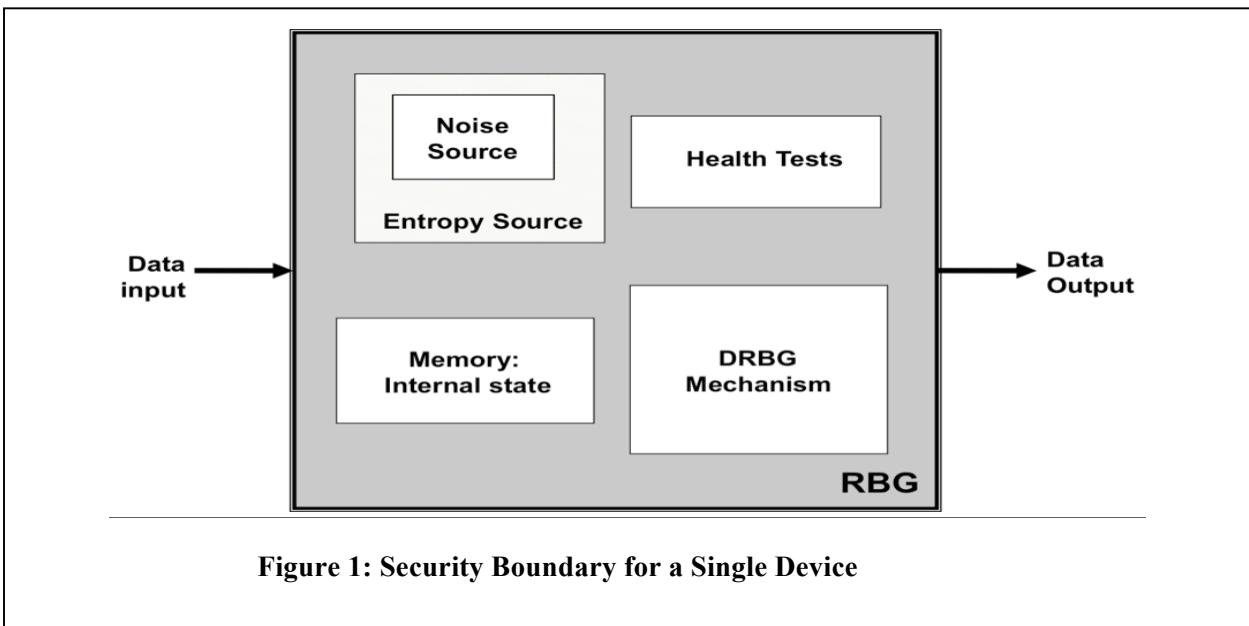 Noise
Source
Entropy Source
Health Tests
Data
input
Data
Output
Memory:
Internal state
DRBG
Mechanism
RBG
Figure 1: Security Boundary for a Single Device